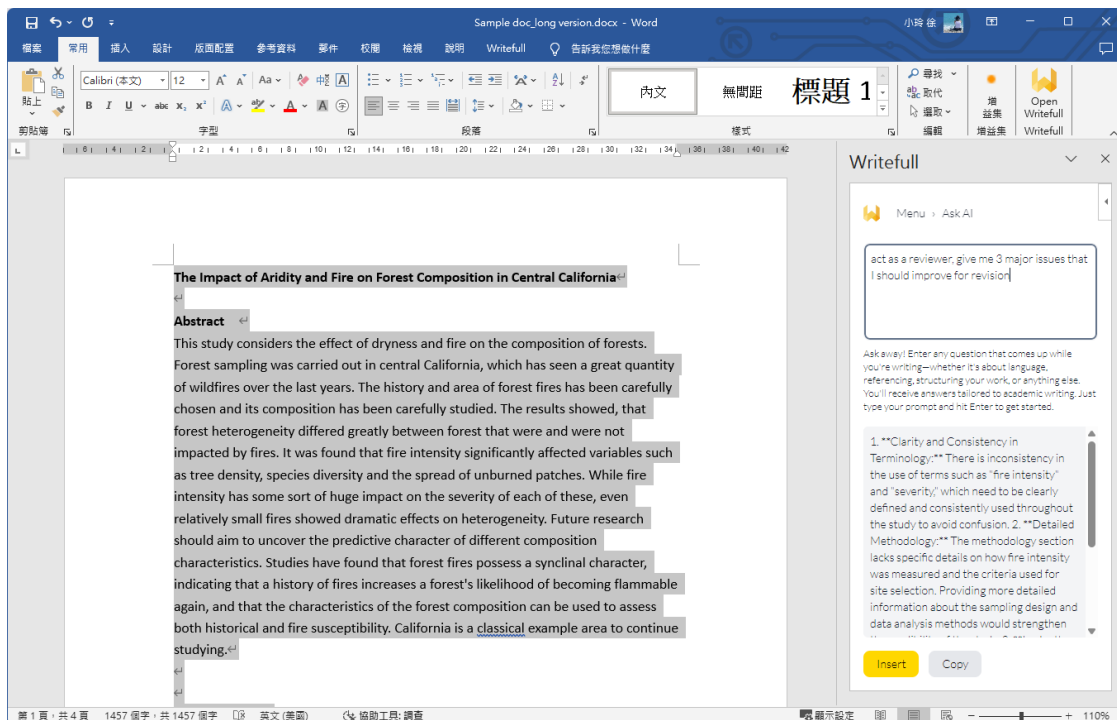 Sample doc_long version.docx - Word
小玲 徐
檔案 常用 插入 設計 版面配置 參考資料 郵件 校閱 檢視 說明 Writefull 告訴我您想做什麼
貼上
剪貼簿
Calibri (本文) 12
字型
段落
內文 無間距 標題 1
樣式
尋找
取代
選取
編輯
增益集
增益集
Open Writefull
Writefull
The Impact of Aridity and Fire on Forest Composition in Central California
Abstract
This study considers the effect of dryness and fire on the composition of forests.
Forest sampling was carried out in central California, which has seen a great quantity
of wildfires over the last years. The history and area of forest fires has been carefully
chosen and its composition has been carefully studied. The results showed, that
forest heterogeneity differed greatly between forest that were and were not
impacted by fires. It was found that fire intensity significantly affected variables such
as tree density, species diversity and the spread of unburned patches. While fire
intensity has some sort of huge impact on the severity of each of these, even
relatively small fires showed dramatic effects on heterogeneity. Future research
should aim to uncover the predictive character of different composition
characteristics. Studies have found that forest fires possess a synclinal character,
indicating that a history of fires increases a forest's likelihood of becoming flammable
again, and that the characteristics of the forest composition can be used to assess
both historical and fire susceptibility. California is a classical example area to continue
studying.
Writefull
Menu > Ask AI
act as a reviewer, give me 3 major issues that
I should improve for revision
Ask away! Enter any question that comes up while
you're writing—whether it's about language,
referencing, structuring your work, or anything else.
You'll receive answers tailored to academic writing. Just
type your prompt and hit Enter to get started.
1. **Clarity and Consistency in
Terminology:** There is inconsistency in
the use of terms such as "fire intensity"
and "severity," which need to be clearly
defined and consistently used throughout
the study to avoid confusion. 2. **Detailed
Methodology:** The methodology section
lacks specific details on how fire intensity
was measured and the criteria used for
site selection. Providing more detailed
information about the sampling design and
data analysis methods would strengthen
Insert Copy
第 1 頁，共 4 頁 1457 個字，共 1457 個字 英文 (美國) 協助工具: 調查 顯示設定 110%